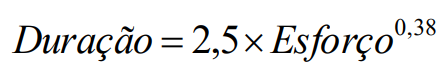 Duração = 2,5 × Esforço^0,38